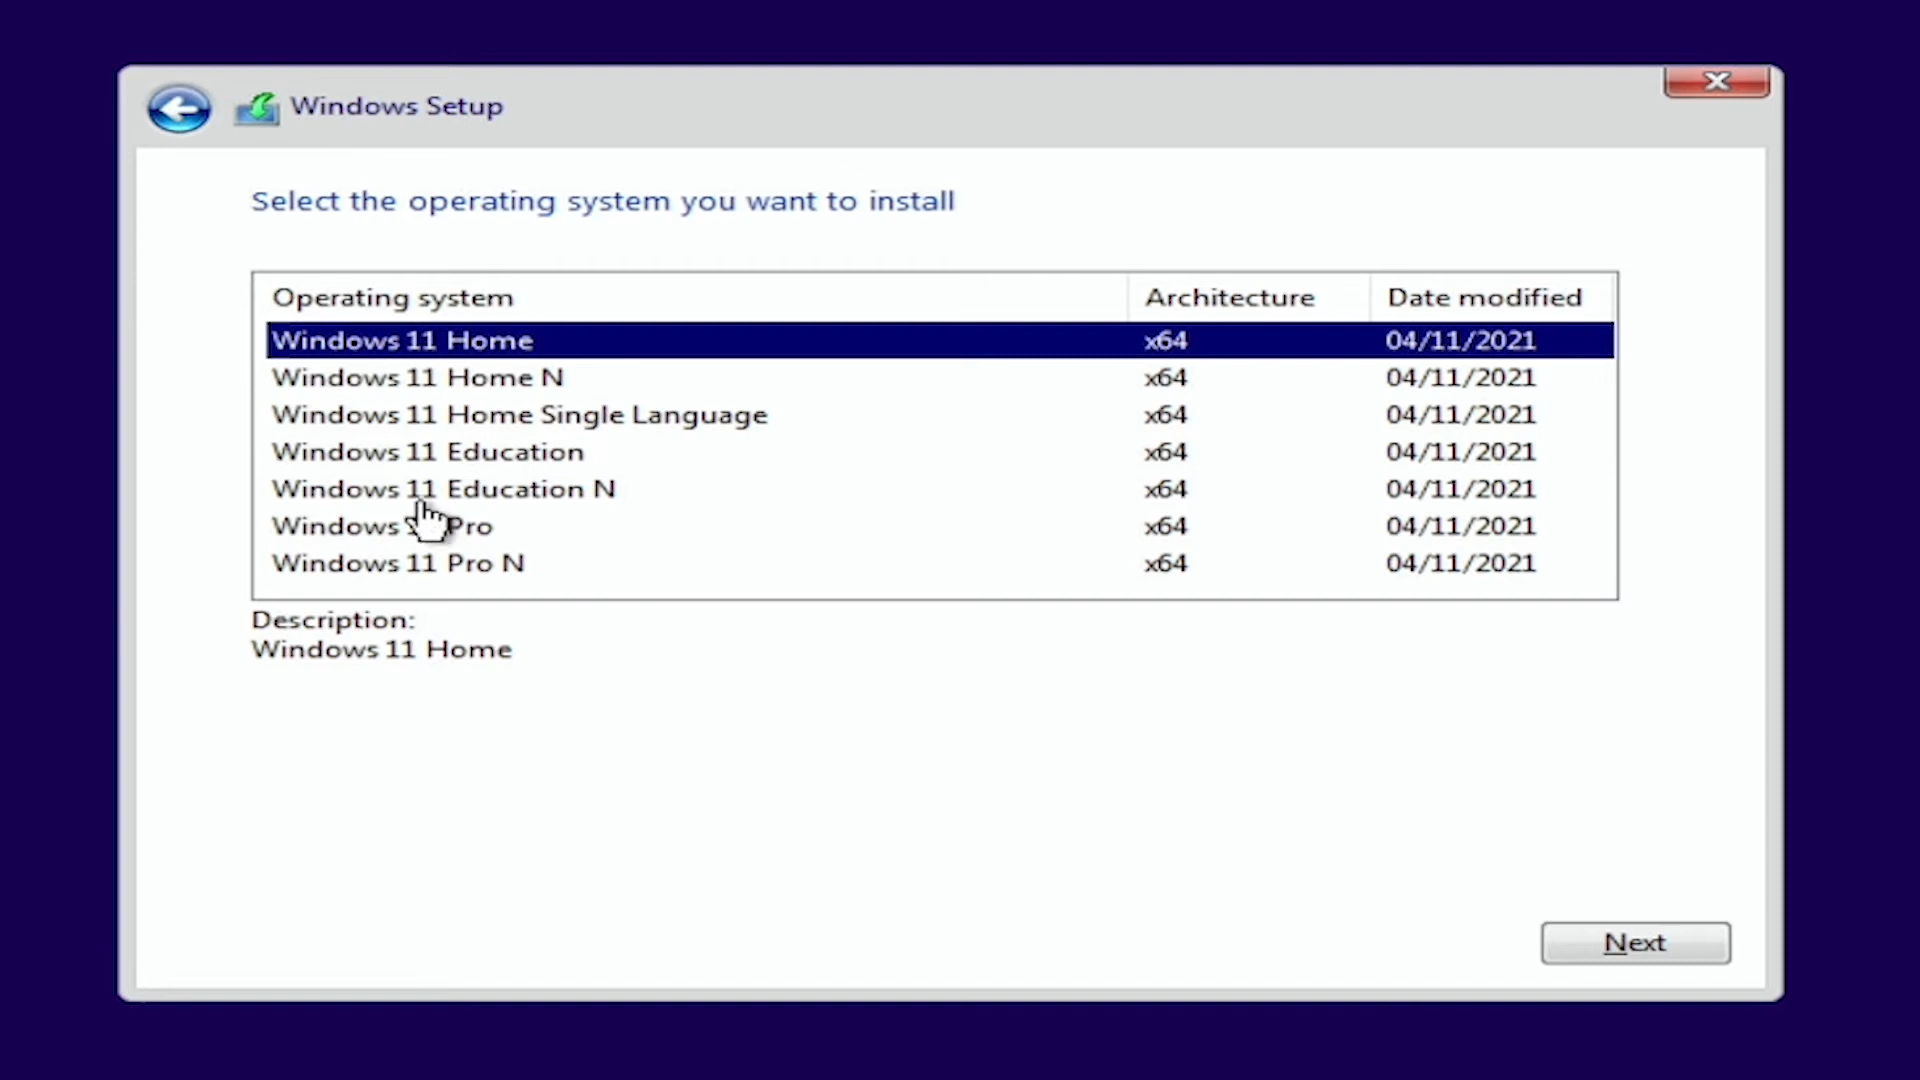 Windows Setup
Select the operating system you want to install
Operating system Architecture Date modified
Windows 11 Home x64 04/11/2021
Windows 11 Home N x64 04/11/2021
Windows 11 Home Single Language x64 04/11/2021
Windows 11 Education x64 04/11/2021
Windows 11 Education N x64 04/11/2021
Windows Pro x64 04/11/2021
Windows 11 Pro N x64 04/11/2021
Description:
Windows 11 Home
Next